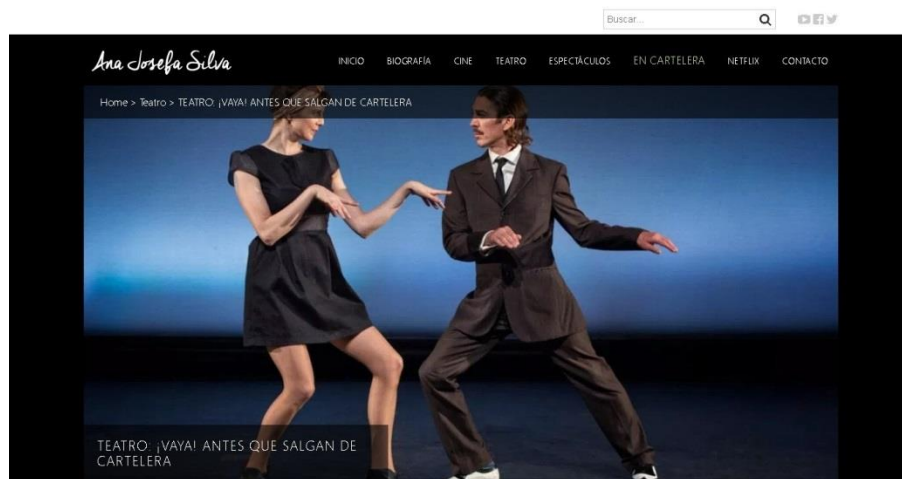 Buscar...
Ana Josefa Silva
INICIO BIOGRAFÍA CINE TEATRO ESPECTÁCULOS EN CARTELERA NETFLIX CONTACTO
Home > Teatro > TEATRO: ¡VAYA! ANTES QUE SALGAN DE CARTELERA
TEATRO: ¡VAYA! ANTES QUE SALGAN DE
CARTELERA